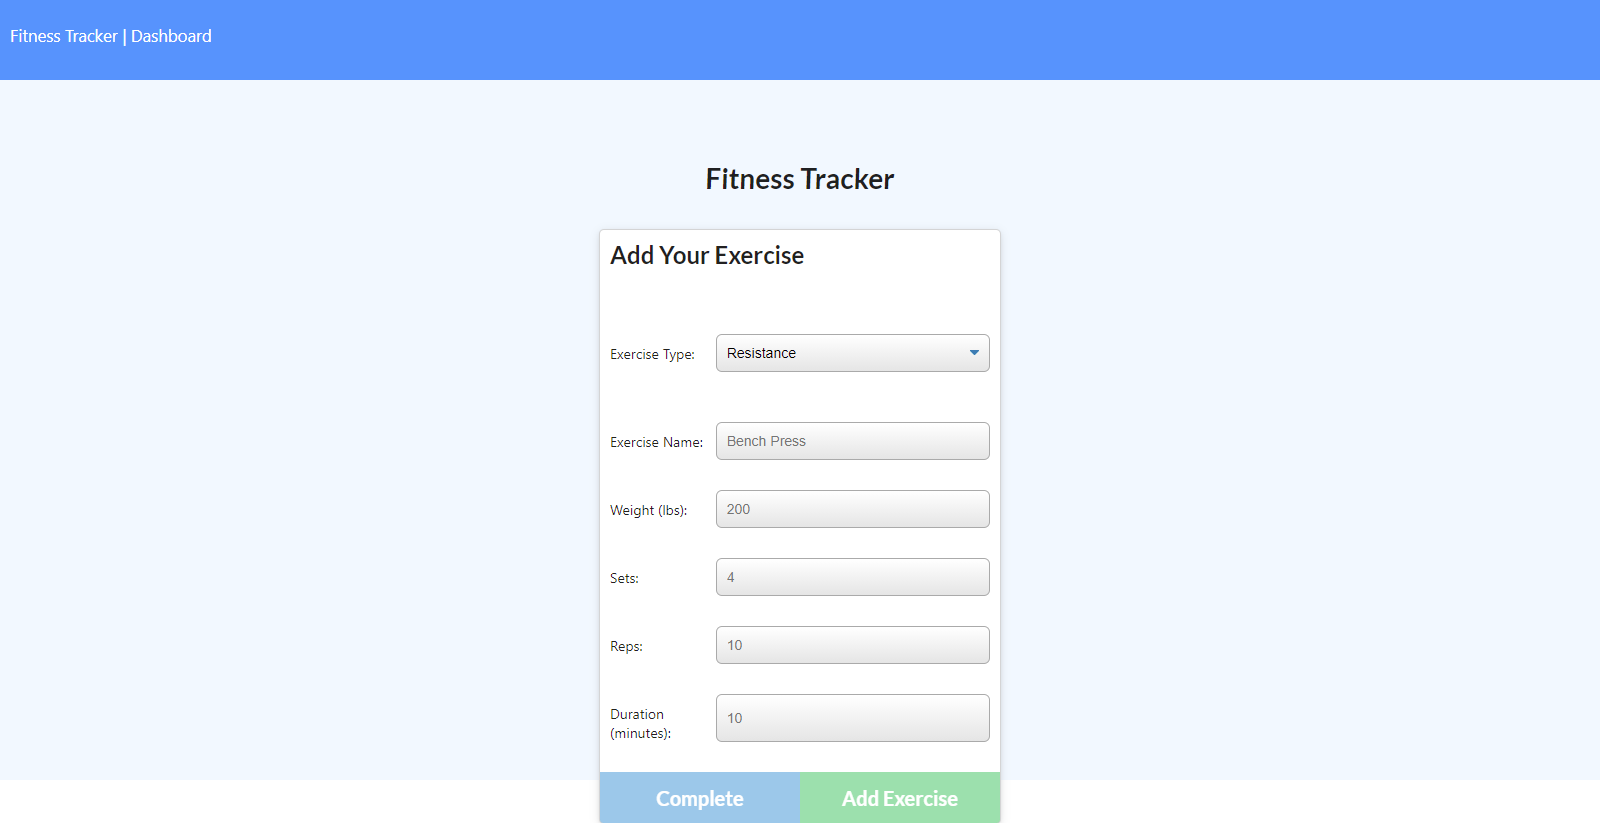 Fitness Tracker | Dashboard
Fitness Tracker
Add Your Exercise
Exercise Type: Resistance
Exercise Name: Bench Press
Weight (lbs): 200
Sets: 4
Reps: 10
Duration (minutes): 10
Complete Add Exercise